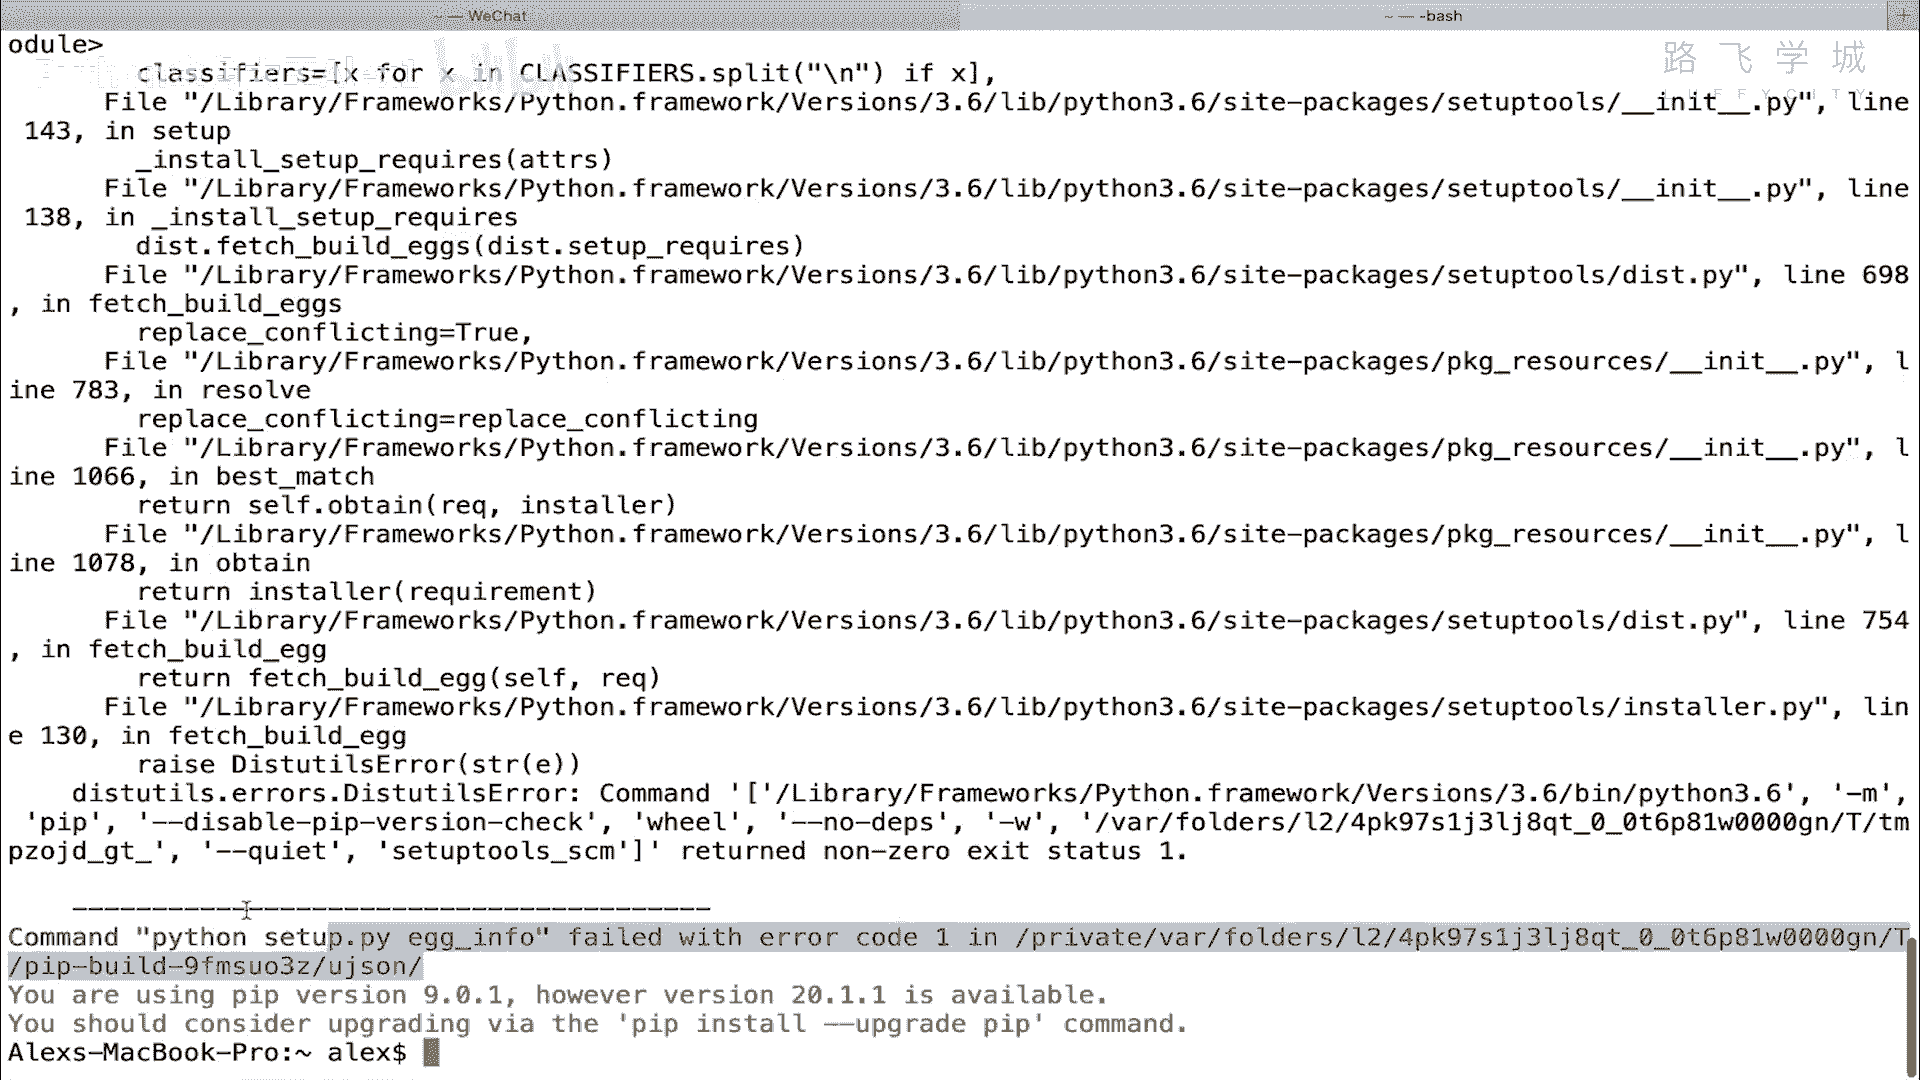 ~ — WeChat
~ — -bash
+
odule>
classifiers=[x for x in CLASSIFIERS.split("\n") if x],
路飞学城
LUFFYCITY
File "/Library/Frameworks/Python.framework/Versions/3.6/lib/python3.6/site-packages/setuptools/__init__.py", line
143, in setup
_install_setup_requires(attrs)
File "/Library/Frameworks/Python.framework/Versions/3.6/lib/python3.6/site-packages/setuptools/__init__.py", line
138, in _install_setup_requires
dist.fetch_build_eggs(dist.setup_requires)
File "/Library/Frameworks/Python.framework/Versions/3.6/lib/python3.6/site-packages/setuptools/dist.py", line 698
, in fetch_build_eggs
replace_conflicting=True,
File "/Library/Frameworks/Python.framework/Versions/3.6/lib/python3.6/site-packages/pkg_resources/__init__.py", l
ine 783, in resolve
replace_conflicting=replace_conflicting
File "/Library/Frameworks/Python.framework/Versions/3.6/lib/python3.6/site-packages/pkg_resources/__init__.py", l
ine 1066, in best_match
return self.obtain(req, installer)
File "/Library/Frameworks/Python.framework/Versions/3.6/lib/python3.6/site-packages/pkg_resources/__init__.py", l
ine 1078, in obtain
return installer(requirement)
File "/Library/Frameworks/Python.framework/Versions/3.6/lib/python3.6/site-packages/setuptools/dist.py", line 754
, in fetch_build_egg
return fetch_build_egg(self, req)
File "/Library/Frameworks/Python.framework/Versions/3.6/lib/python3.6/site-packages/setuptools/installer.py", lin
e 130, in fetch_build_egg
raise DistutilsError(str(e))
distutils.errors.DistutilsError: Command '['/Library/Frameworks/Python.framework/Versions/3.6/bin/python3.6', '-m',
'pip', '--disable-pip-version-check', 'wheel', '--no-deps', '-w', '/var/folders/l2/4pk97s1j3lj8qt_0_0t6p81w0000gn/T/tm
pzojd_gt_', '--quiet', 'setuptools_scm']' returned non-zero exit status 1.
----------------------------------------
Command "python setup.py egg_info" failed with error code 1 in /private/var/folders/l2/4pk97s1j3lj8qt_0_0t6p81w0000gn/T
/pip-build-9fmsuo3z/ujson/
You are using pip version 9.0.1, however version 20.1.1 is available.
You should consider upgrading via the 'pip install --upgrade pip' command.
Alexs-MacBook-Pro:~ alex$